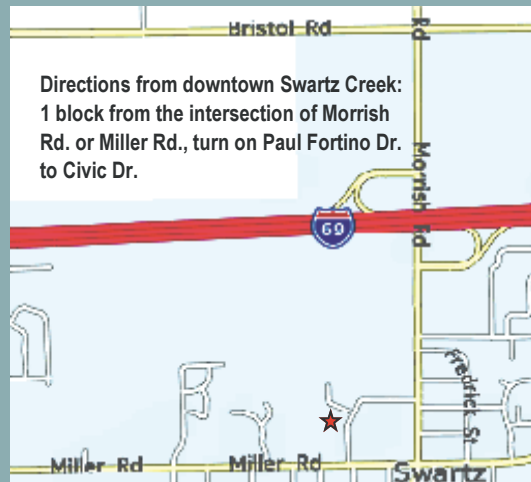 Bristol Rd
Rd
Directions from downtown Swartz Creek:
1 block from the intersection of Morrish
Rd. or Miller Rd., turn on Paul Fortino Dr.
to Civic Dr.
Morrish Rd
69
Fredrick St
Miller Rd
Miller Rd
Swartz